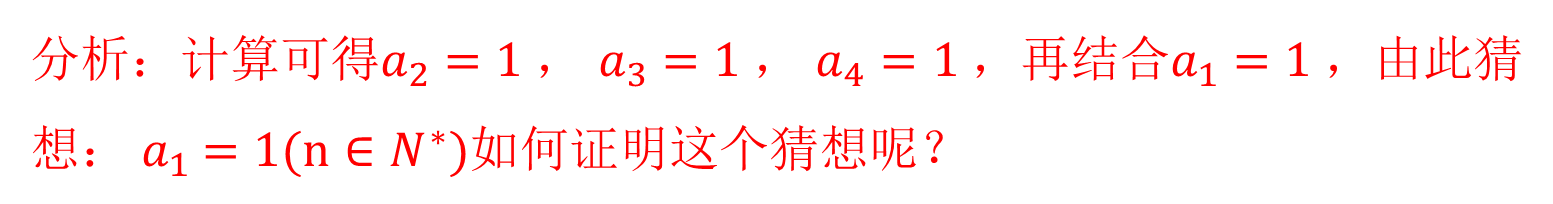 分析：计算可得a₂ = 1， a₃ = 1， a₄ = 1，再结合a₁ = 1，由此猜
想： a₁ = 1(n ∈ N*)如何证明这个猜想呢？